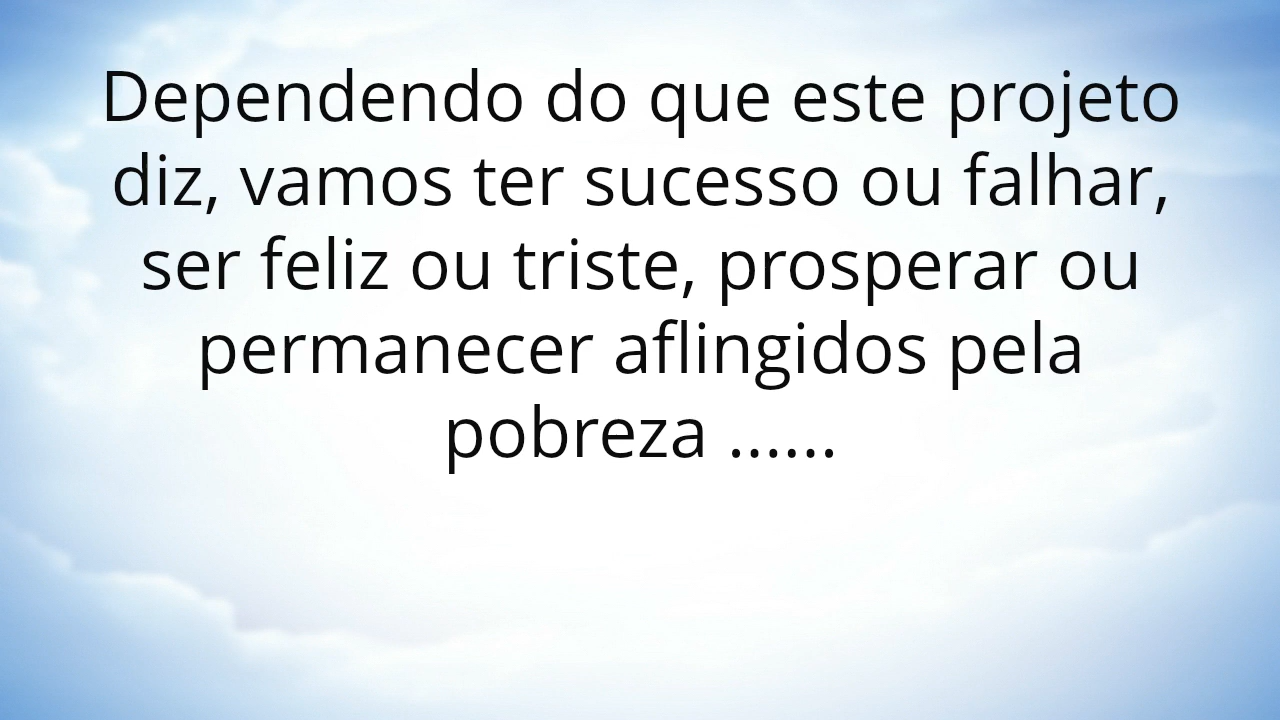 Dependendo do que este projeto
diz, vamos ter sucesso ou falhar,
ser feliz ou triste, prosperar ou
permanecer aflingidos pela
pobreza ......